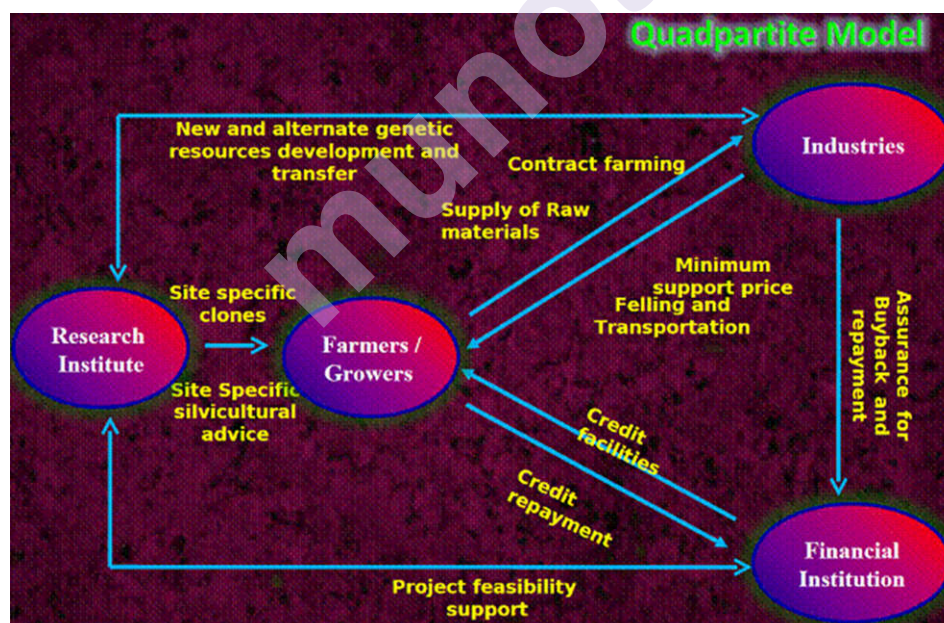 Quadpartite Model
New and alternate genetic
resources development and
transfer
Industries
Contract farming
Supply of Raw
materials
Minimum
support price
Felling and
Transportation
Site specific
clones
Research
Institute
Farmers /
Growers
Site Specific
silvicultural
advice
Assurance for
Buyback and
repayment
Credit
facilities
Credit
repayment
Financial
Institution
Project feasibility
support